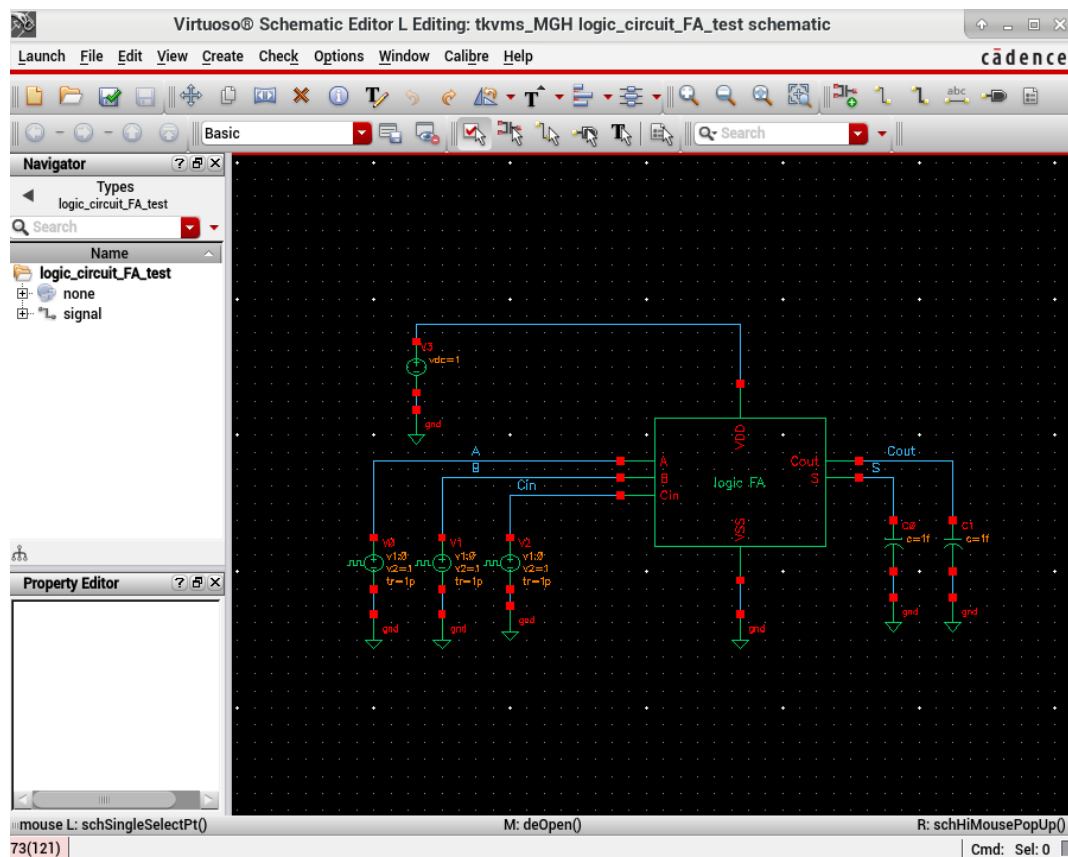 Virtuoso® Schematic Editor L Editing: tkvms_MGH logic_circuit_FA_test schematic
Launch File Edit View Create Check Options Window Calibre Help
cādence
Basic
Search
Navigator
Types
logic_circuit_FA_test
Search
Name
logic_circuit_FA_test
none
signal
Property Editor
V3
vdc=1
gnd
A
B
Cin
VDD
A
B
Cin
logic FA
Cout
S
VSS
Cout
S
V0
v1:0
v2=1
tr=1p
gnd
V1
v1:0
v2=1
tr=1p
gnd
V2
v1:0
v2=1
tr=1p
gnd
gnd
C0
c=1f
gnd
C1
c=1f
gnd
mouse L: schSingleSelectPt()
M: deOpen()
R: schHiMousePopUp()
73(121)
Cmd: Sel: 0